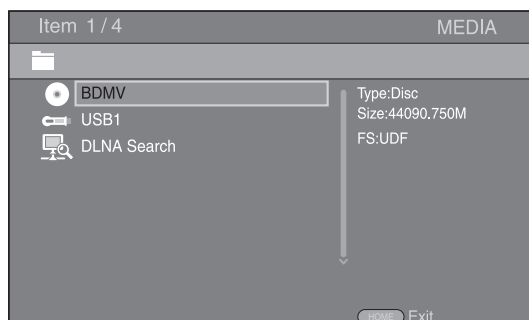 Item 1/4
MEDIA
BDMV
USB1
DLNA Search
Type:Disc
Size:44090.750M
FS:UDF
HOME Exit